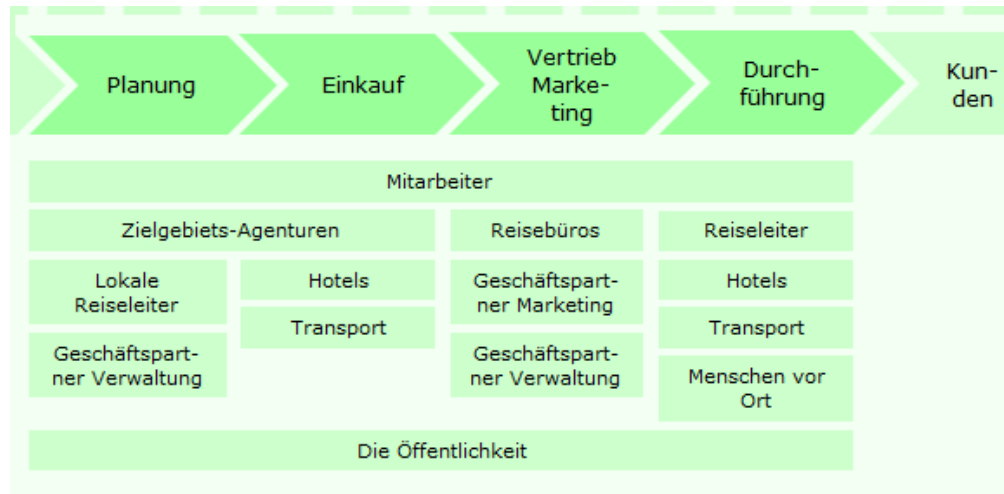 Planung
Einkauf
Vertrieb
Marke-
ting
Durch-
führung
Kun-
den
Mitarbeiter
Zielgebiets-Agenturen
Reisebüros
Reiseleiter
Lokale
Reiseleiter
Hotels
Geschäftspart-
ner Marketing
Hotels
Transport
Transport
Geschäftspart-
ner Verwaltung
Geschäftspart-
ner Verwaltung
Menschen vor
Ort
Die Öffentlichkeit